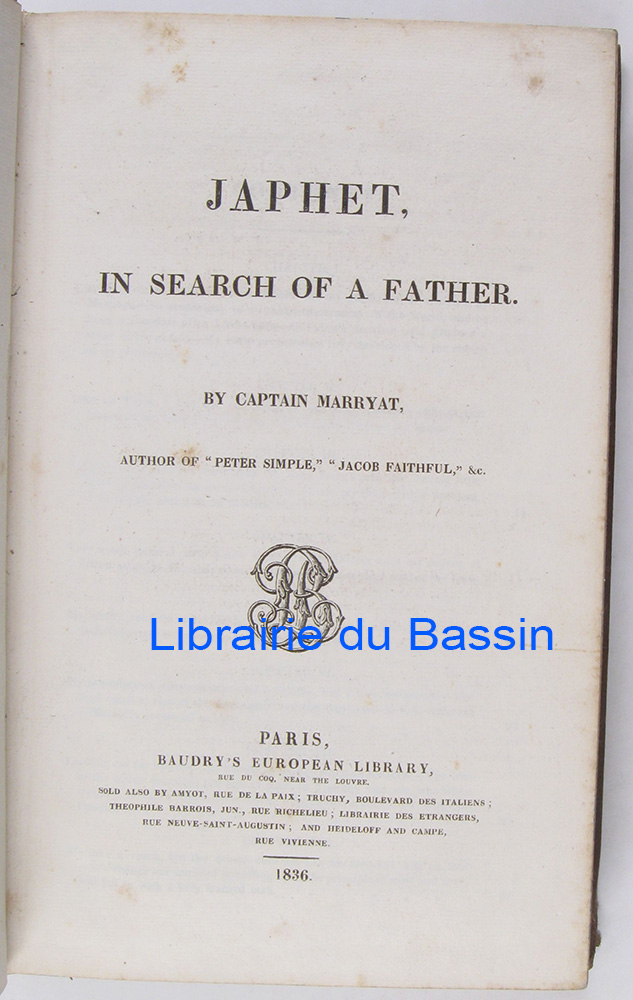 JAPHET,
IN SEARCH OF A FATHER.
BY CAPTAIN MARRYAT,
AUTHOR OF "PETER SIMPLE," "JACOB FAITHFUL," &c.
Librairie du Bassin
PARIS,
BAUDRY'S EUROPEAN LIBRARY,
RUE DU COQ, NEAR THE LOUVRE.
SOLD ALSO BY AMYOT, RUE DE LA PAIX; TRUCHY, BOULEVARD DES ITALIENS;
THEOPHILE BARROIS, JUN., RUE RICHELIEU; LIBRAIRIE DES ETRANGERS,
RUE NEUVE-SAINT-AUGUSTIN; AND HEIDELOFF AND CAMPE,
RUE VIVIENNE.
1836.